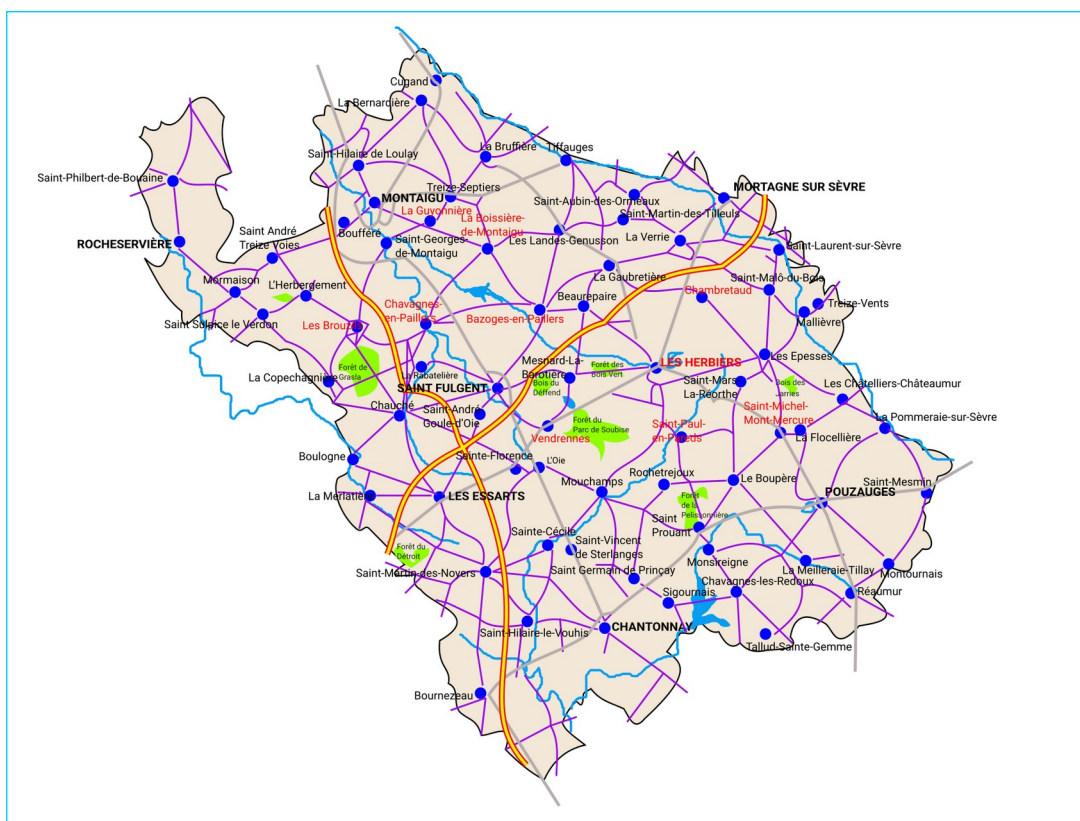 Cugand
La Bernardière
La Bruffière
Tiffauges
Saint-Hilaire de Loulay
Saint-Philbert-de-Bouaine
Treize-Septiers
MORTAGNE SUR SÈVRE
MONTAIGU
Saint-Aubin-des-Ormeaux
La Guyonnière
La Boissière-
de-Montaigu
Saint-Martin-des-Tilleuls
Saint André
Treize Voies
Boufféré
ROCHESERVIÈRE
Saint-Georges-
de-Montaigu
Les Landes-Genusson
La Verrie
Saint-Laurent-sur-Sèvre
La Gaubretière
Mormaison
L'Herbergement
Saint-Malô-du-Bois
Chambretaud
Beaurepaire
Chavagnes-
en-Paillers
Treize-Vents
Saint Sulpice le Verdon
Les Brouzils
Bazoges-en-Paillers
Mallièvre
Les Epesses
Mesnard-La-
Barotière
LES HERBIERS
Forêt de
Grasla
La Rabatelière
Forêt des
Bois Vert
La Copechagnière
SAINT FULGENT
Bois du
Défend
Saint-Mars-
La-Réorthe
Bois des
Jarries
Les Châtelliers-Châteaumur
Chauché
Saint-André
Goule-d'Oie
Forêt du
Parc de Soubise
Saint-Michel-
Mont-Mercure
La Pommeraie-sur-Sèvre
Saint-Paul-
en-Pareds
Vendrennes
La Flocellière
Boulogne
Sainte-Florence
L'Oie
Rochetrejoux
Le Boupère
Saint-Mesmin
Mouchamps
La Merlatière
LES ESSARTS
POUZAUGES
Forêt
de la
Pelissonnière
Saint
Prouant
Sainte-Cécile
Saint-Vincent
de Sterlanges
Forêt du
Détroit
Monsireigne
Saint-Martin-des-Noyers
Saint Germain de Prinçay
La Meilleraie-Tillay
Montournais
Chavagnes-les-Redoux
Sigournais
Réaumur
Saint-Hilaire-le-Vouhis
CHANTONNAY
Tallud-Sainte-Gemme
Bournezeau